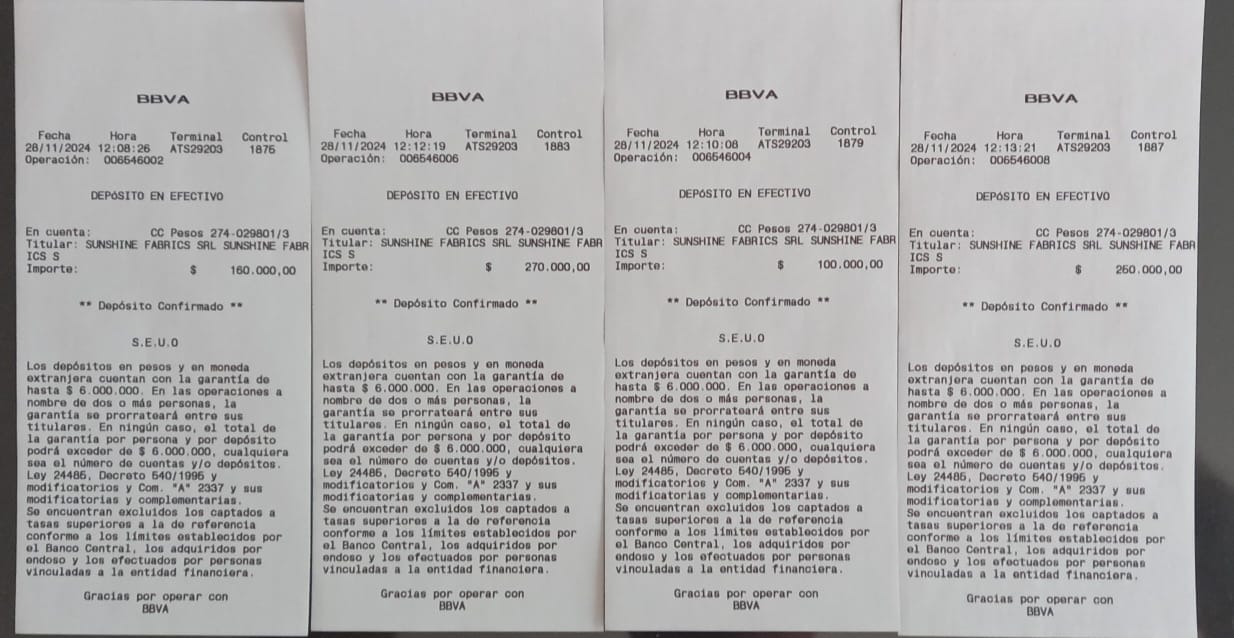 BBVA
Fecha Hora Terminal Control
28/11/2024 12:08:26 ATS29203 1875
Operación: 006546002
DEPÓSITO EN EFECTIVO
En cuenta: CC Pesos 274-029801/3
Titular: SUNSHINE FABRICS SRL SUNSHINE FABR
ICS S
Importe: $ 160.000,00
** Depósito Confirmado **
S.E.U.O
Los depósitos en pesos y en moneda
extranjera cuentan con la garantía de
hasta $ 6.000.000. En las operaciones a
nombre de dos o más personas, la
garantía se prorrateará entre sus
titulares. En ningún caso, el total de
la garantía por persona y por depósito
podrá exceder de $ 6.000.000, cualquiera
sea el número de cuentas y/o depósitos.
Ley 24485, Decreto 540/1995 y
modificatorios y Com. "A" 2337 y sus
modificatorias y complementarias.
Se encuentran excluidos los captados a
tasas superiores a la de referencia
conforme a los límites establecidos por
el Banco Central, los adquiridos por
endoso y los efectuados por personas
vinculadas a la entidad financiera.
Gracias por operar con
BBVA
BBVA
Fecha Hora Terminal Control
28/11/2024 12:12:19 ATS29203 1883
Operación: 006546006
DEPÓSITO EN EFECTIVO
En cuenta: CC Pesos 274-029801/3
Titular: SUNSHINE FABRICS SRL SUNSHINE FABR
ICS S
Importe: $ 270.000,00
** Depósito Confirmado **
S.E.U.O
Los depósitos en pesos y en moneda
extranjera cuentan con la garantía de
hasta $ 6.000.000. En las operaciones a
nombre de dos o más personas, la
garantía se prorrateará entre sus
titulares. En ningún caso, el total de
la garantía por persona y por depósito
podrá exceder de $ 6.000.000, cualquiera
sea el número de cuentas y/o depósitos.
Ley 24485, Decreto 540/1995 y
modificatorios y Com. "A" 2337 y sus
modificatorias y complementarias.
Se encuentran excluidos los captados a
tasas superiores a la de referencia
conforme a los límites establecidos por
el Banco Central, los adquiridos por
endoso y los efectuados por personas
vinculadas a la entidad financiera.
Gracias por operar con
BBVA
BBVA
Fecha Hora Terminal Control
28/11/2024 12:10:08 ATS29203 1879
Operación: 006546004
DEPÓSITO EN EFECTIVO
En cuenta: CC Pesos 274-029801/3
Titular: SUNSHINE FABRICS SRL SUNSHINE FABR
ICS S
Importe: $ 100.000,00
** Depósito Confirmado **
S.E.U.O
Los depósitos en pesos y en moneda
extranjera cuentan con la garantía de
hasta $ 6.000.000. En las operaciones a
nombre de dos o más personas, la
garantía se prorrateará entre sus
titulares. En ningún caso, el total de
la garantía por persona y por depósito
podrá exceder de $ 6.000.000, cualquiera
sea el número de cuentas y/o depósitos.
Ley 24485, Decreto 540/1995 y
modificatorios y Com. "A" 2337 y sus
modificatorias y complementarias.
Se encuentran excluidos los captados a
tasas superiores a la de referencia
conforme a los límites establecidos por
el Banco Central, los adquiridos por
endoso y los efectuados por personas
vinculadas a la entidad financiera.
Gracias por operar con
BBVA
BBVA
Fecha Hora Terminal Control
28/11/2024 12:13:21 ATS29203 1887
Operación: 006546008
DEPÓSITO EN EFECTIVO
En cuenta: CC Pesos 274-029801/3
Titular: SUNSHINE FABRICS SRL SUNSHINE FABR
ICS S
Importe: $ 250.000,00
** Depósito Confirmado **
S.E.U.O
Los depósitos en pesos y en moneda
extranjera cuentan con la garantía de
hasta $ 6.000.000. En las operaciones a
nombre de dos o más personas, la
garantía se prorrateará entre sus
titulares. En ningún caso, el total de
la garantía por persona y por depósito
podrá exceder de $ 6.000.000, cualquiera
sea el número de cuentas y/o depósitos.
Ley 24485, Decreto 540/1995 y
modificatorios y Com. "A" 2337 y sus
modificatorias y complementarias.
Se encuentran excluidos los captados a
tasas superiores a la de referencia
conforme a los límites establecidos por
el Banco Central, los adquiridos por
endoso y los efectuados por personas
vinculadas a la entidad financiera.
Gracias por operar con
BBVA